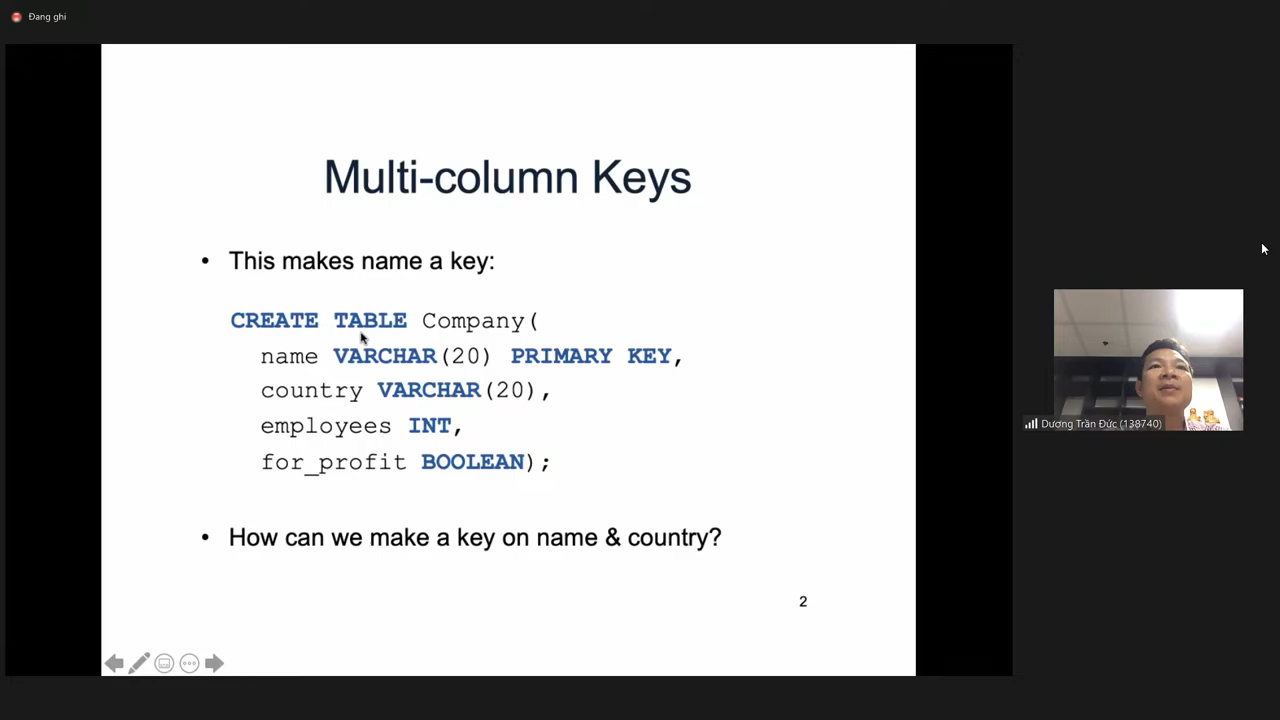 Đang ghi
Multi-column Keys
• This makes name a key:
CREATE TABLE Company(
name VARCHAR(20) PRIMARY KEY,
country VARCHAR(20),
employees INT,
for_profit BOOLEAN);
• How can we make a key on name & country?
2
Dương Trần Đức (138740)